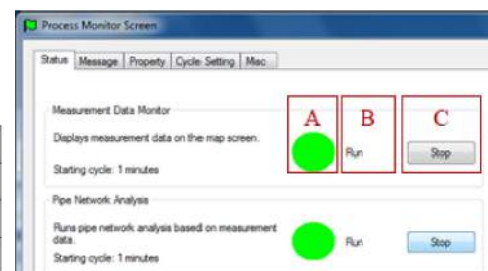 Process Monitor Screen
Status Message Property Cycle Setting Misc
Measurement Data Monitor
Displays measurement data on the map screen.
Starting cycle: 1 minutes
A B C
Run Stop
Pipe Network Analysis
Runs pipe network analysis based on measurement
data.
Starting cycle: 1 minutes
Run Stop